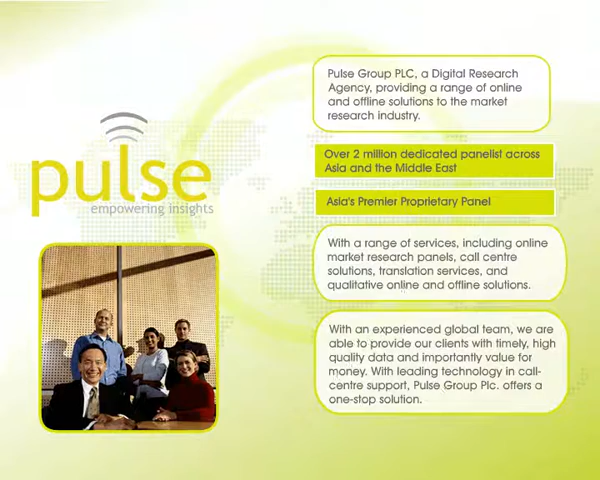 pulse
empowering insights
Pulse Group PLC, a Digital Research
Agency, providing a range of online
and offline solutions to the market
research industry.
Over 2 million dedicated panelist across
Asia and the Middle East
Asia's Premier Proprietary Panel
With a range of services, including online
market research panels, call centre
solutions, translation services, and
qualitative online and offline solutions.
With an experienced global team, we are
able to provide our clients with timely, high
quality data and importantly value for
money. With leading technology in call-
centre support, Pulse Group Plc. offers a
one-stop solution.